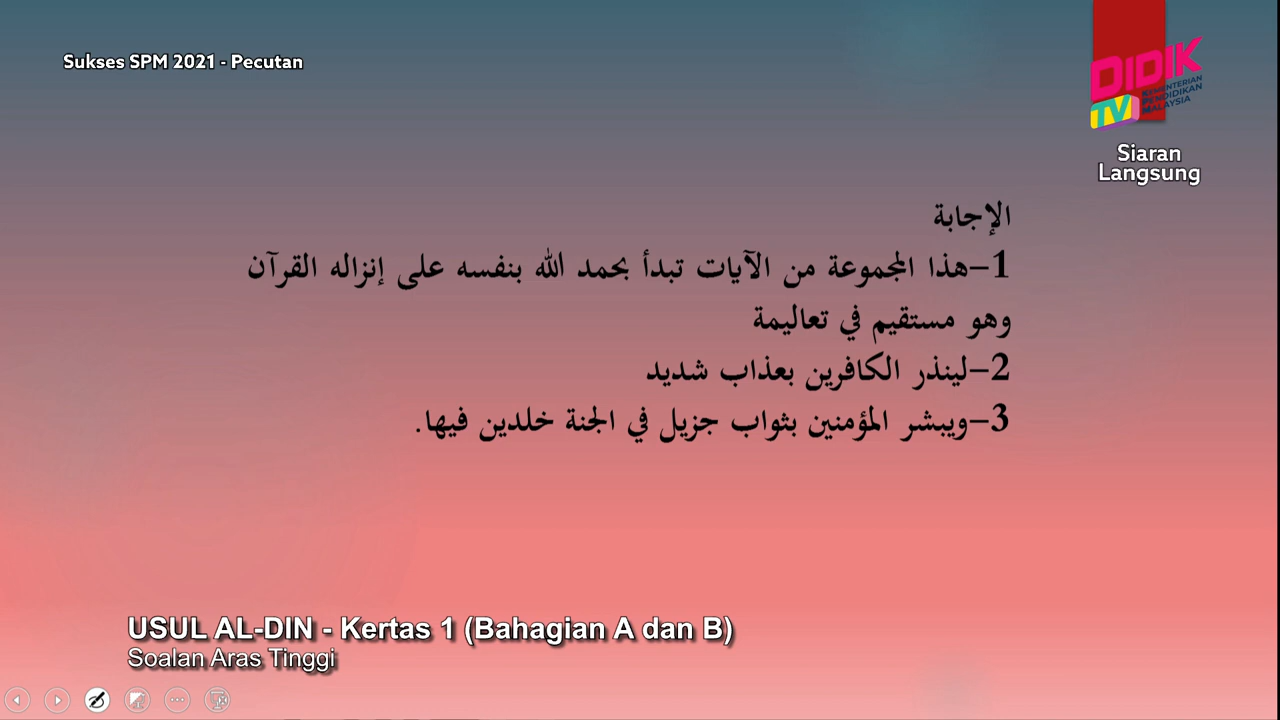 Sukses SPM 2021 - Pecutan
DIDIK
TV
KEMENTERIAN
PENDIDIKAN
MALAYSIA
Siaran
Langsung
الإجابة
1-هذا المجموعة من الآيات تبدأ بحمد الله بنفسه على إنزاله القرآن
وهو مستقيم في تعاليمة
2-لينذر الكافرين بعذاب شديد
3-ويبشر المؤمنين بثواب جزيل في الجنة خلدين فيها.
USUL AL-DIN - Kertas 1 (Bahagian A dan B)
Soalan Aras Tinggi